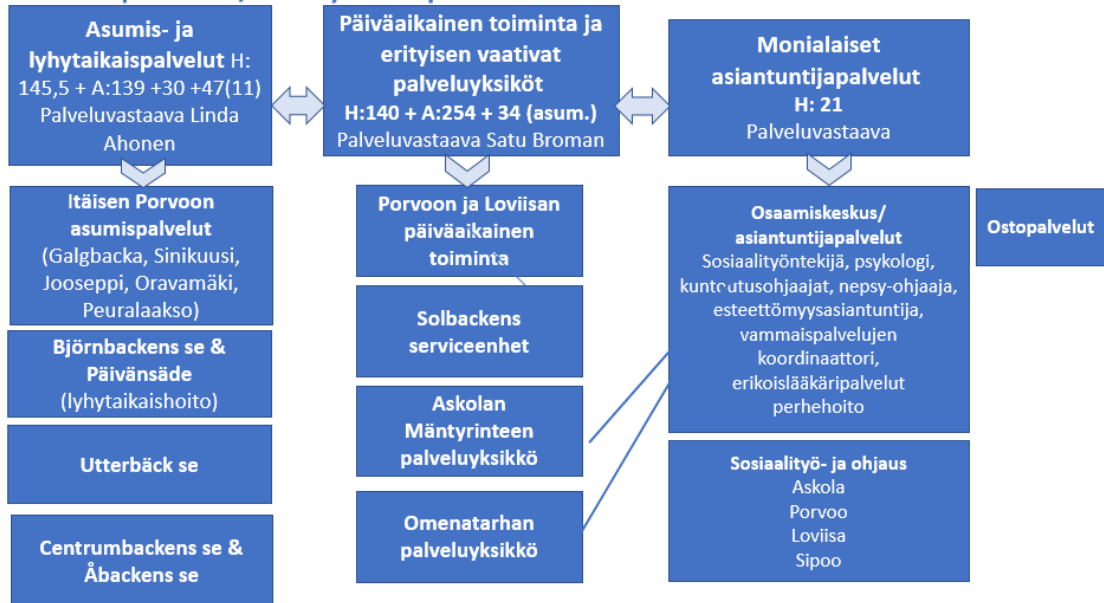 Asumis- ja
lyhytaikaispalvelut H:
145,5 + A:139 +30 +47(11)
Palveluvastaava Linda
Ahonen
Päiväaikainen toiminta ja
erityisen vaativat
palveluyksiköt
H:140 + A:254 + 34 (asum.)
Palveluvastaava Satu Broman
Monialaiset
asiantuntijapalvelut
H: 21
Palveluvastaava
Itäisen Porvoon
asumispalvelut
(Galgbacka, Sinikuusi,
Jooseppi, Oravamäki,
Peuralaakso)
Björnbackens se &
Päivänsäde
(lyhytaikaishoito)
Utterbäck se
Centrumbackens se &
Åbackens se
Porvoon ja Loviisan
päiväaikainen
toiminta
Solbackens
serviceenhet
Askolan
Mäntyrinteen
palveluyksikkö
Omenatarhan
palveluyksikkö
Osaamiskeskus/
asiantuntijapalvelut
Sosiaalityöntekijä, psykologi,
kuntoutusohjaajat, nepsy-ohjaaja,
esteettömyysasiantuntija,
vammaispalvelujen
koordinaattori,
erikoislääkäripalvelut
perhehoito
Sosiaalityö- ja ohjaus
Askola
Porvoo
Loviisa
Sipoo
Ostopalvelut